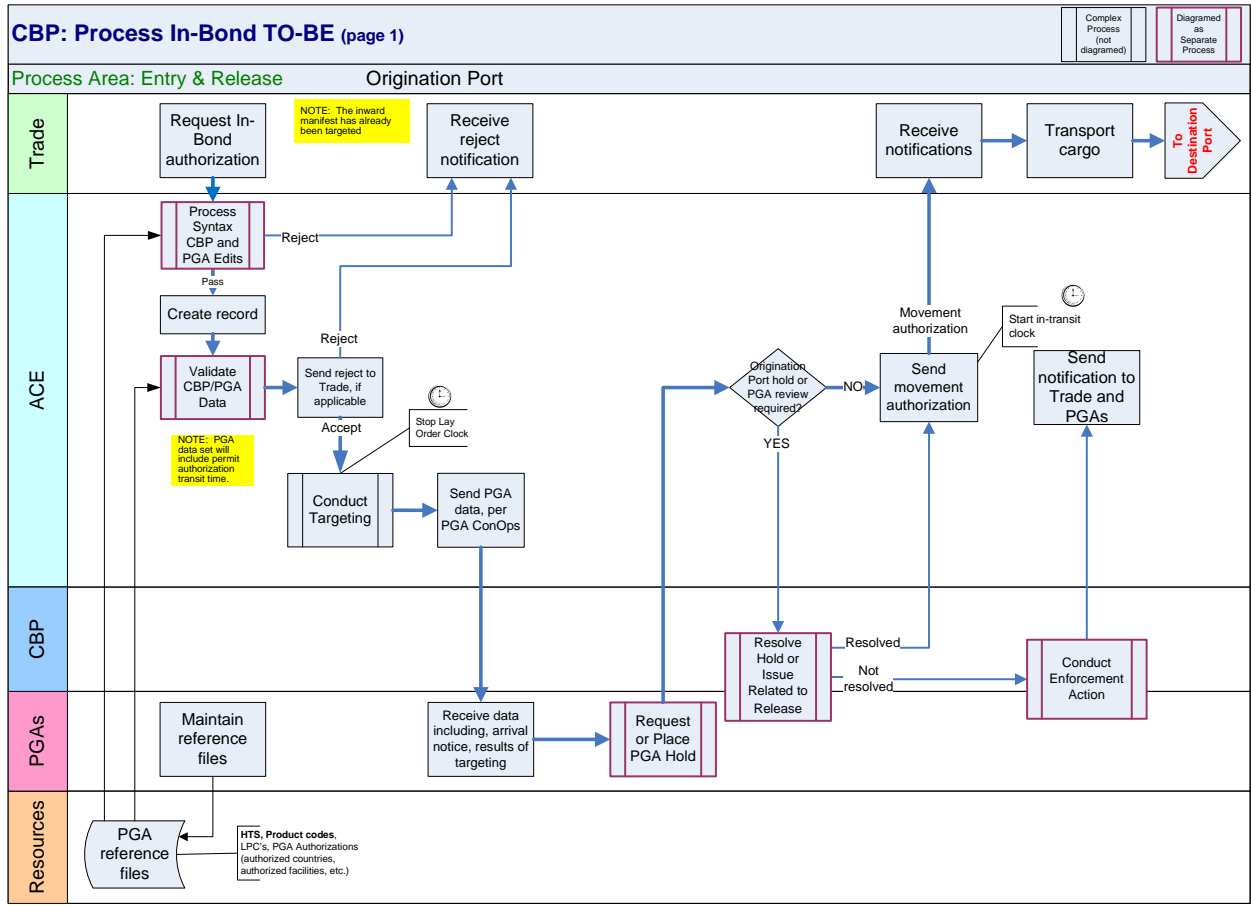 CBP: Process In-Bond TO-BE (page 1)
Complex
Process
(not
diagramed)
Diagramed
as
Separate
Process
Process Area: Entry & Release
Origination Port
Trade
Request In-
Bond
authorization
NOTE: The inward
manifest has already
been targeted
Receive
reject
notification
Receive
notifications
Transport
cargo
To
Destination
Port
ACE
Process
Syntax
CBP and
PGA Edits
Reject
Pass
Create record
Validate
CBP/PGA
Data
NOTE: PGA
data set will
include permit
authorization
transit time.
Reject
Send reject to
Trade, if
applicable
Accept
Stop Lay
Order Clock
Conduct
Targeting
Send PGA
data, per
PGA ConOps
Origination
Port hold or
PGA review
required?
NO
YES
Movement
authorization
Send
movement
authorization
Start in-transit
clock
Send
notification to
Trade and
PGAs
CBP
Resolve
Hold or
Issue
Related to
Release
Resolved
Not
resolved
Conduct
Enforcement
Action
PGAs
Maintain
reference
files
Receive data
including, arrival
notice, results of
targeting
Request
or Place
PGA Hold
Resources
PGA
reference
files
HTS, Product codes,
LPC's, PGA Authorizations
(authorized countries,
authorized facilities, etc.)